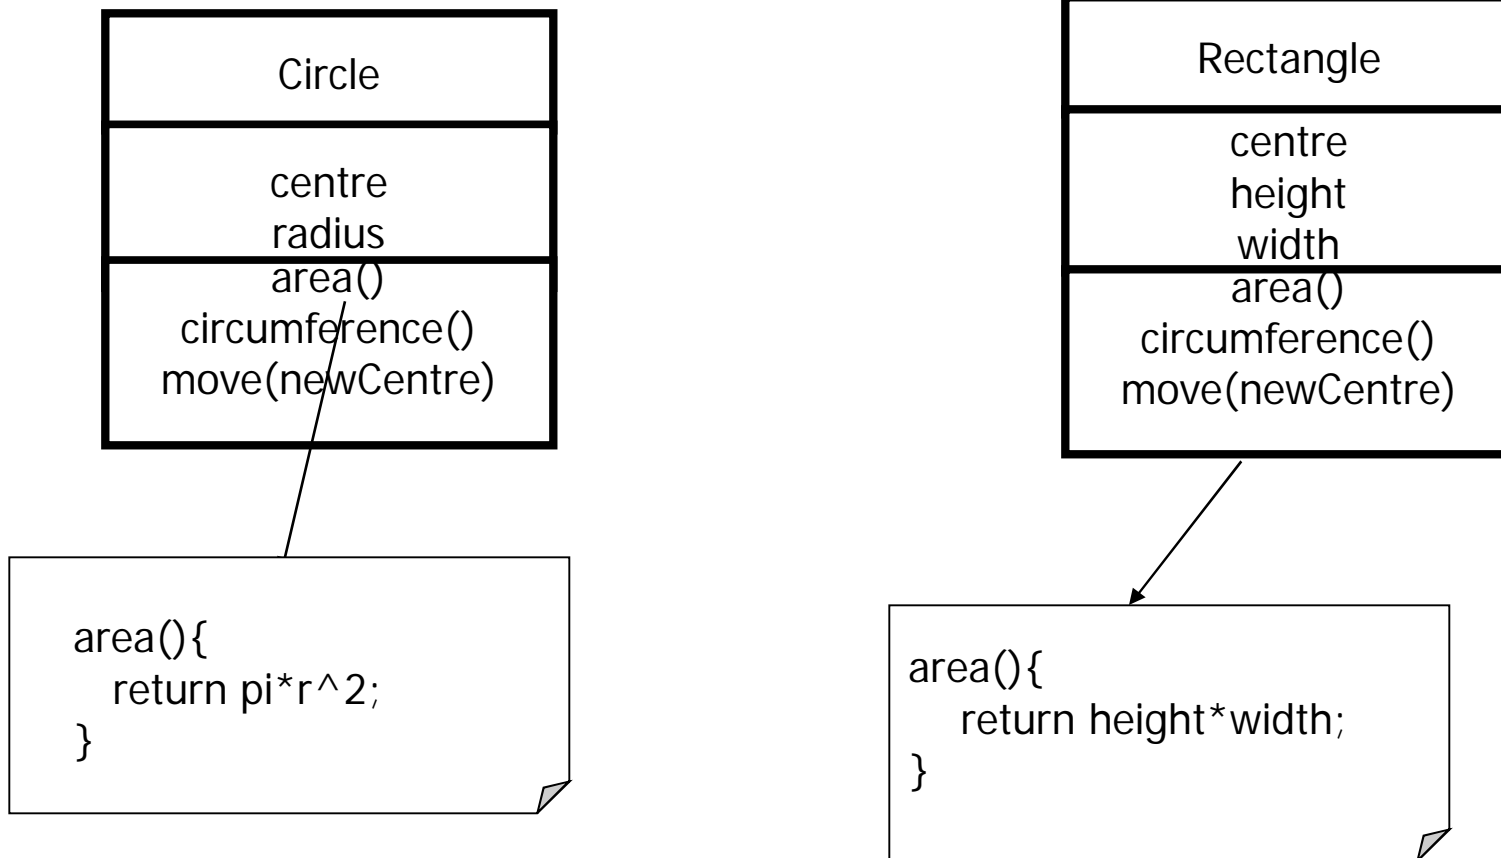 Circle
centre
radius
area()
circumference()
move(newCentre)
area(){
return pi*r^2;
}
Rectangle
centre
height
width
area()
circumference()
move(newCentre)
area(){
return height*width;
}